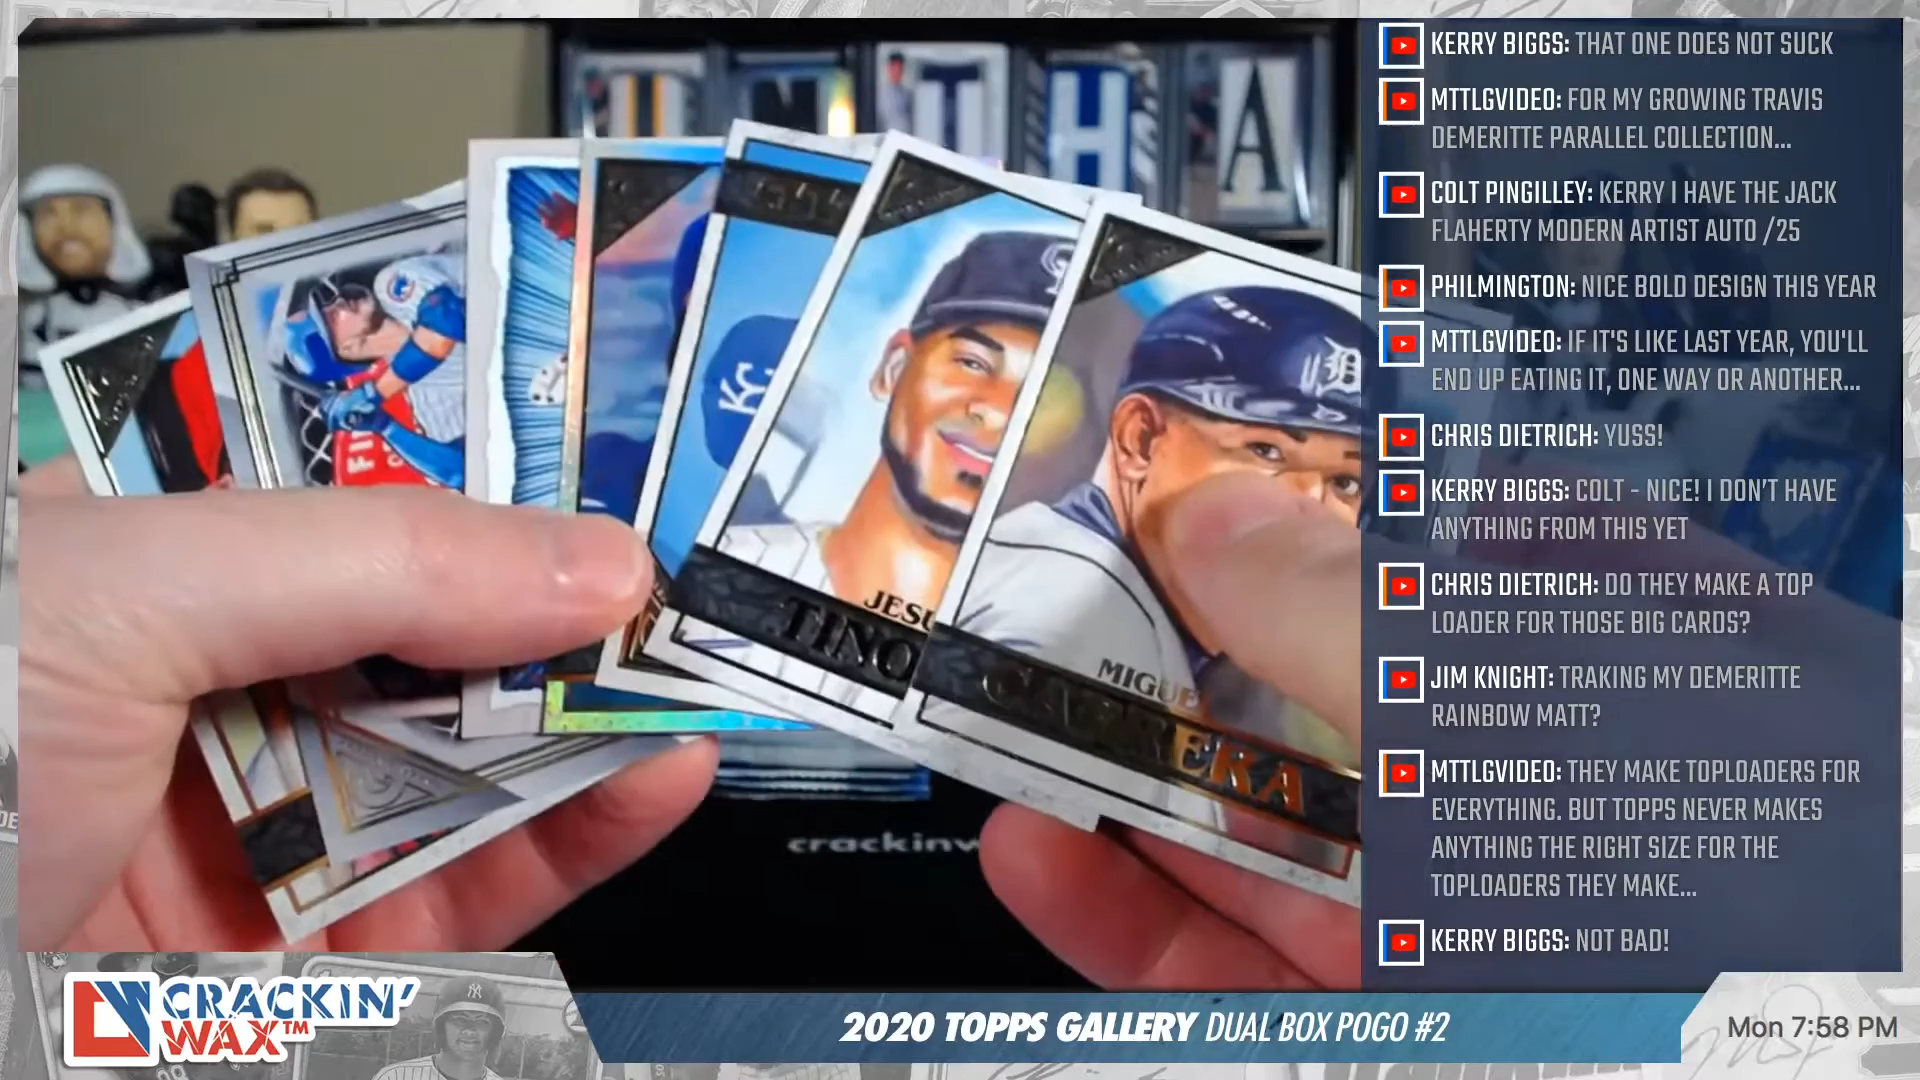 KERRY BIGGS: THAT ONE DOES NOT SUCK
MTTLGVIDEO: FOR MY GROWING TRAVIS
DEMERITTE PARALLEL COLLECTION...
COLT PINGILLEY: KERRY I HAVE THE JACK
FLAHERTY MODERN ARTIST AUTO /25
PHILMINGTON: NICE BOLD DESIGN THIS YEAR
MTTLGVIDEO: IF IT'S LIKE LAST YEAR, YOU'LL
END UP EATING IT, ONE WAY OR ANOTHER...
CHRIS DIETRICH: YUSS!
KERRY BIGGS: COLT - NICE! I DON'T HAVE
ANYTHING FROM THIS YET
CHRIS DIETRICH: DO THEY MAKE A TOP
LOADER FOR THOSE BIG CARDS?
JIM KNIGHT: TRAKING MY DEMERITTE
RAINBOW MATT?
MTTLGVIDEO: THEY MAKE TOPLOADERS FOR
EVERYTHING. BUT TOPPS NEVER MAKES
ANYTHING THE RIGHT SIZE FOR THE
TOPLOADERS THEY MAKE...
KERRY BIGGS: NOT BAD!
THA
KC
D
JESU
TINO
MIGUE
CABRERA
crackinw
CW CRACKIN'
WAX™
2020 TOPPS GALLERY DUAL BOX POGO #2
Mon 7:58 PM